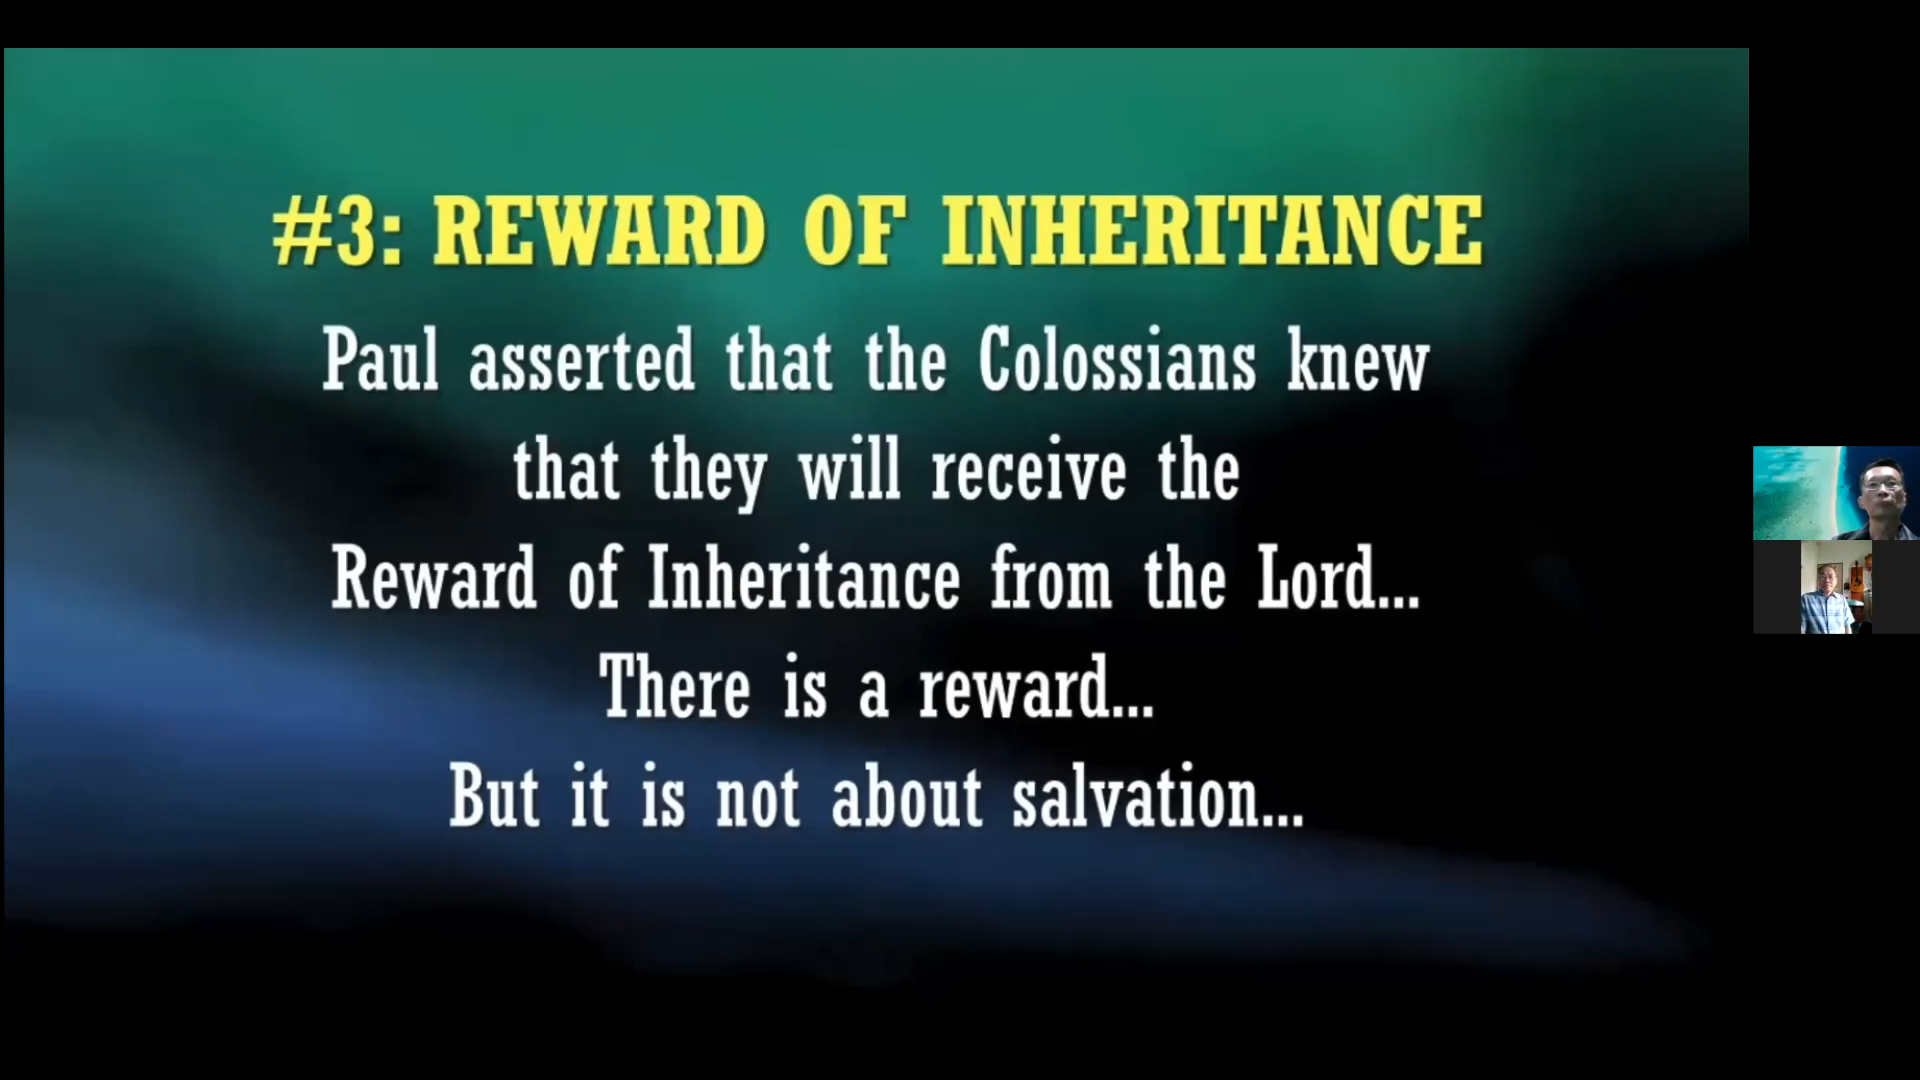 #3: REWARD OF INHERITANCE
Paul asserted that the Colossians knew
that they will receive the
Reward of Inheritance from the Lord...
There is a reward...
But it is not about salvation...